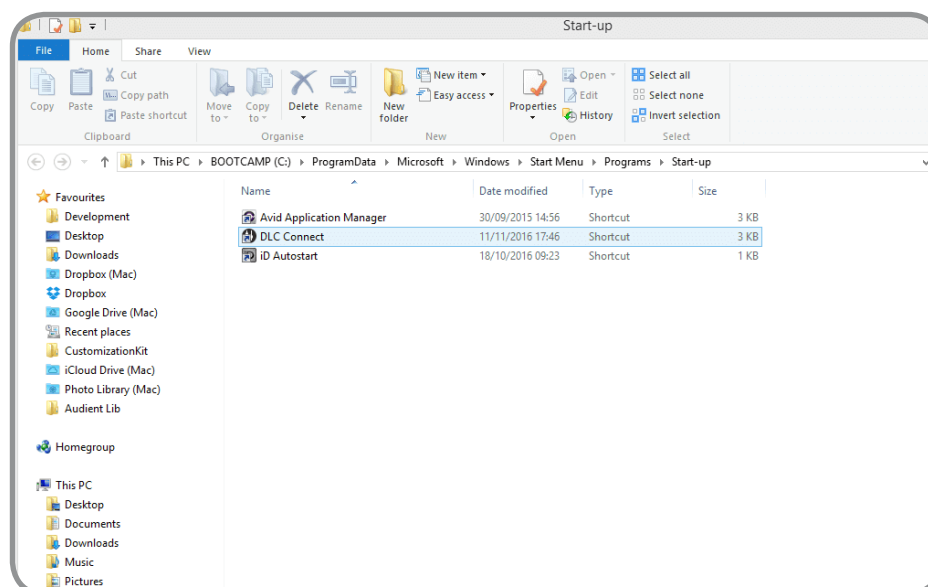 Start-up
File Home Share View
Copy Paste Cut Copy path Paste shortcut
Move to Copy to Delete Rename
New folder New item Easy access
Properties Open Edit History
Select all Select none Invert selection
Clipboard Organise New Open Select
This PC BOOTCAMP (C:) ProgramData Microsoft Windows Start Menu Programs Start-up
Name Date modified Type Size
Avid Application Manager 30/09/2015 14:56 Shortcut 3 KB
DLC Connect 11/11/2016 17:46 Shortcut 3 KB
iD Autostart 18/10/2016 09:23 Shortcut 1 KB
Favourites
Development
Desktop
Downloads
Dropbox (Mac)
Dropbox
Google Drive (Mac)
Recent places
CustomizationKit
iCloud Drive (Mac)
Photo Library (Mac)
Audient Lib
Homegroup
This PC
Desktop
Documents
Downloads
Music
Pictures